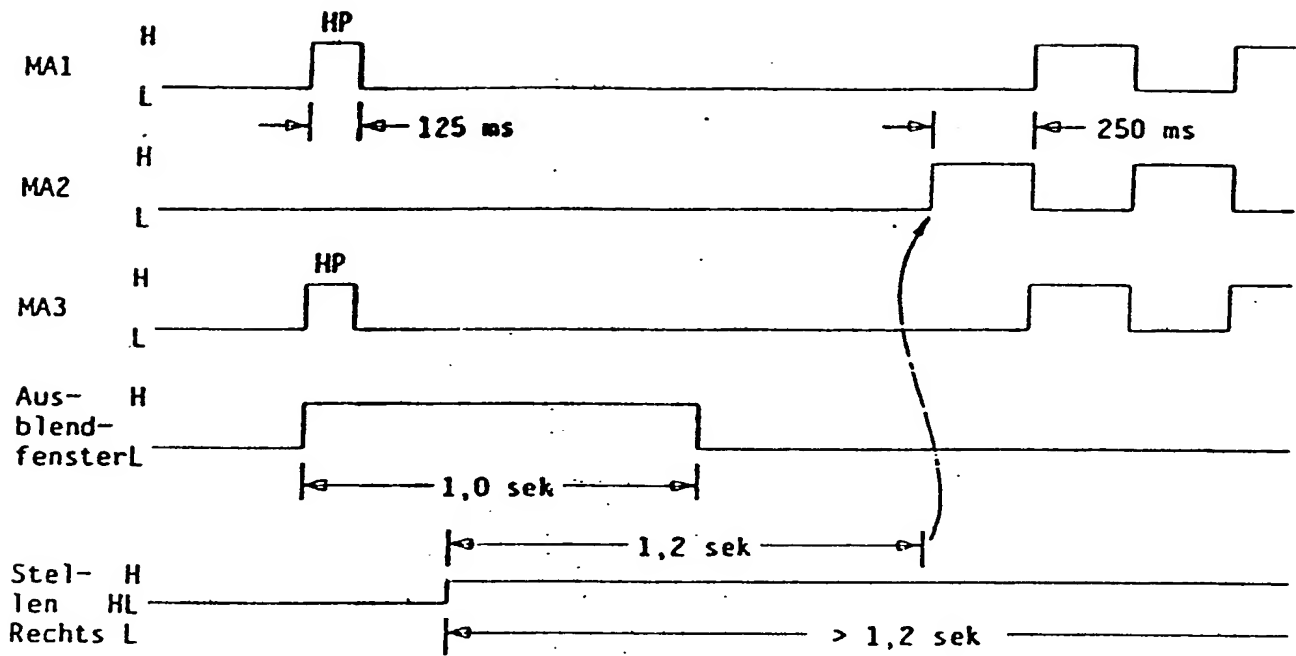 HP
H
MA1
L
125 ms
250 ms
H
MA2
L
HP
H
MA3
L
Aus- H
blend-
fensterL
1,0 sek
1,2 sek
Stel- H
len HL
Rechts L
> 1,2 sek